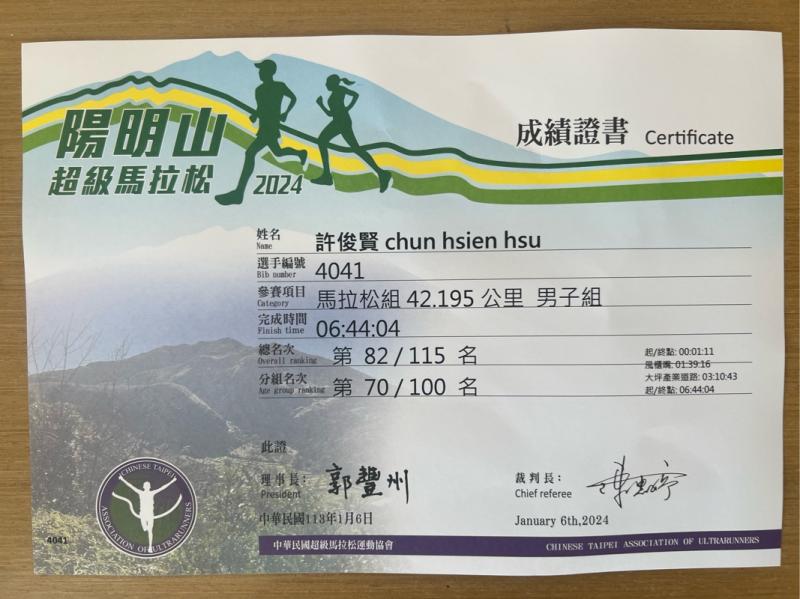 陽明山
超級馬拉松 2024
成績證書 Certificate
姓名 許俊賢 chun hsien hsu
Name
選手編號 4041
Bib number
參賽項目 馬拉松組 42.195 公里 男子組
Category
完成時間 06:44:04
Finish time
總名次 第 82 / 115 名
Overall ranking
分組名次 第 70 / 100 名
Age group ranking
起/終點: 00:01:11
風櫃嘴: 01:39:16
大坪產業道路: 03:10:43
起/終點: 06:44:04
此證
理事長: 郭豐州
President
裁判長:
Chief referee
中華民國113年1月6日
January 6th,2024
CHINESE TAIPEI
ASSOCIATION OF ULTRARUNNERS
4041
中華民國超級馬拉松運動協會
CHINESE TAIPEI ASSOCIATION OF ULTRARUNNERS